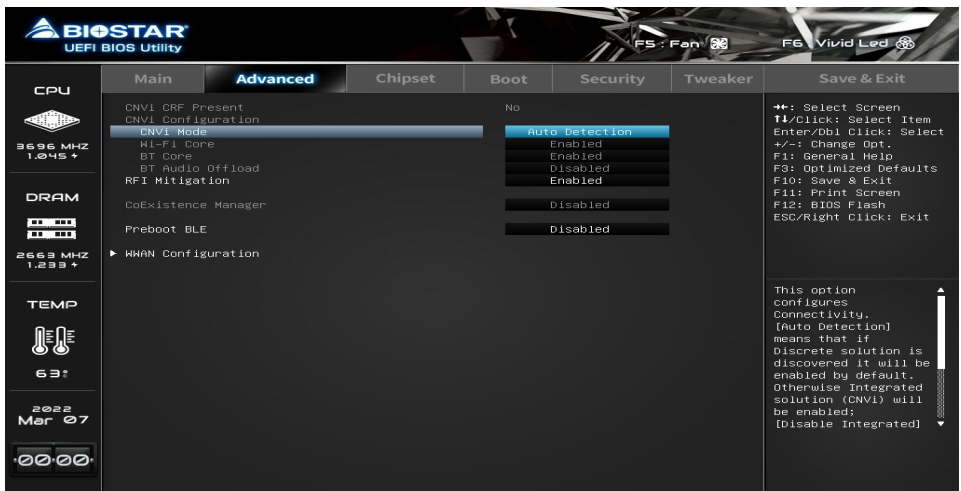 BIOSTAR
UEFI BIOS Utility
F5 : Fan
F6 Vivid Led
Main Advanced Chipset Boot Security Tweaker Save & Exit
CPU
3696 MHZ
1.045 +
DRAM
2663 MHZ
1.233 +
TEMP
63
2022
Mar 07
00:00
CNVi CRF Present No
CNVi Configuration
CNVi Mode Auto Detection
Wi-Fi Core Enabled
BT Core Enabled
BT Audio Offload Disabled
RFI Mitigation Enabled
CoExistence Manager Disabled
Preboot BLE Disabled
WWAN Configuration
→←: Select Screen
↑↓/Click: Select Item
Enter/Dbl Click: Select
+/-: Change Opt.
F1: General Help
F3: Optimized Defaults
F10: Save & Exit
F11: Print Screen
F12: BIOS Flash
ESC/Right Click: Exit
This option
configures
Connectivity.
[Auto Detection]
means that if
Discrete solution is
discovered it will be
enabled by default.
Otherwise Integrated
solution (CNVi) will
be enabled;
[Disable Integrated]